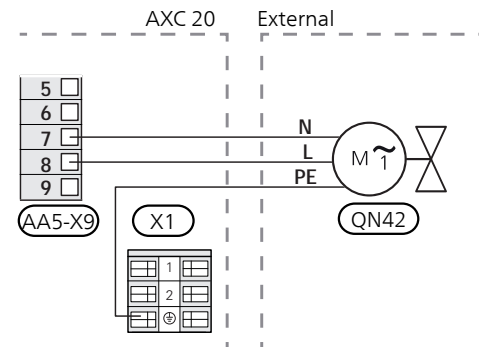 AXC 20 External
5
6
7 N
8 L
9 PE
M 1
AA5-X9 X1 QN42
1
2